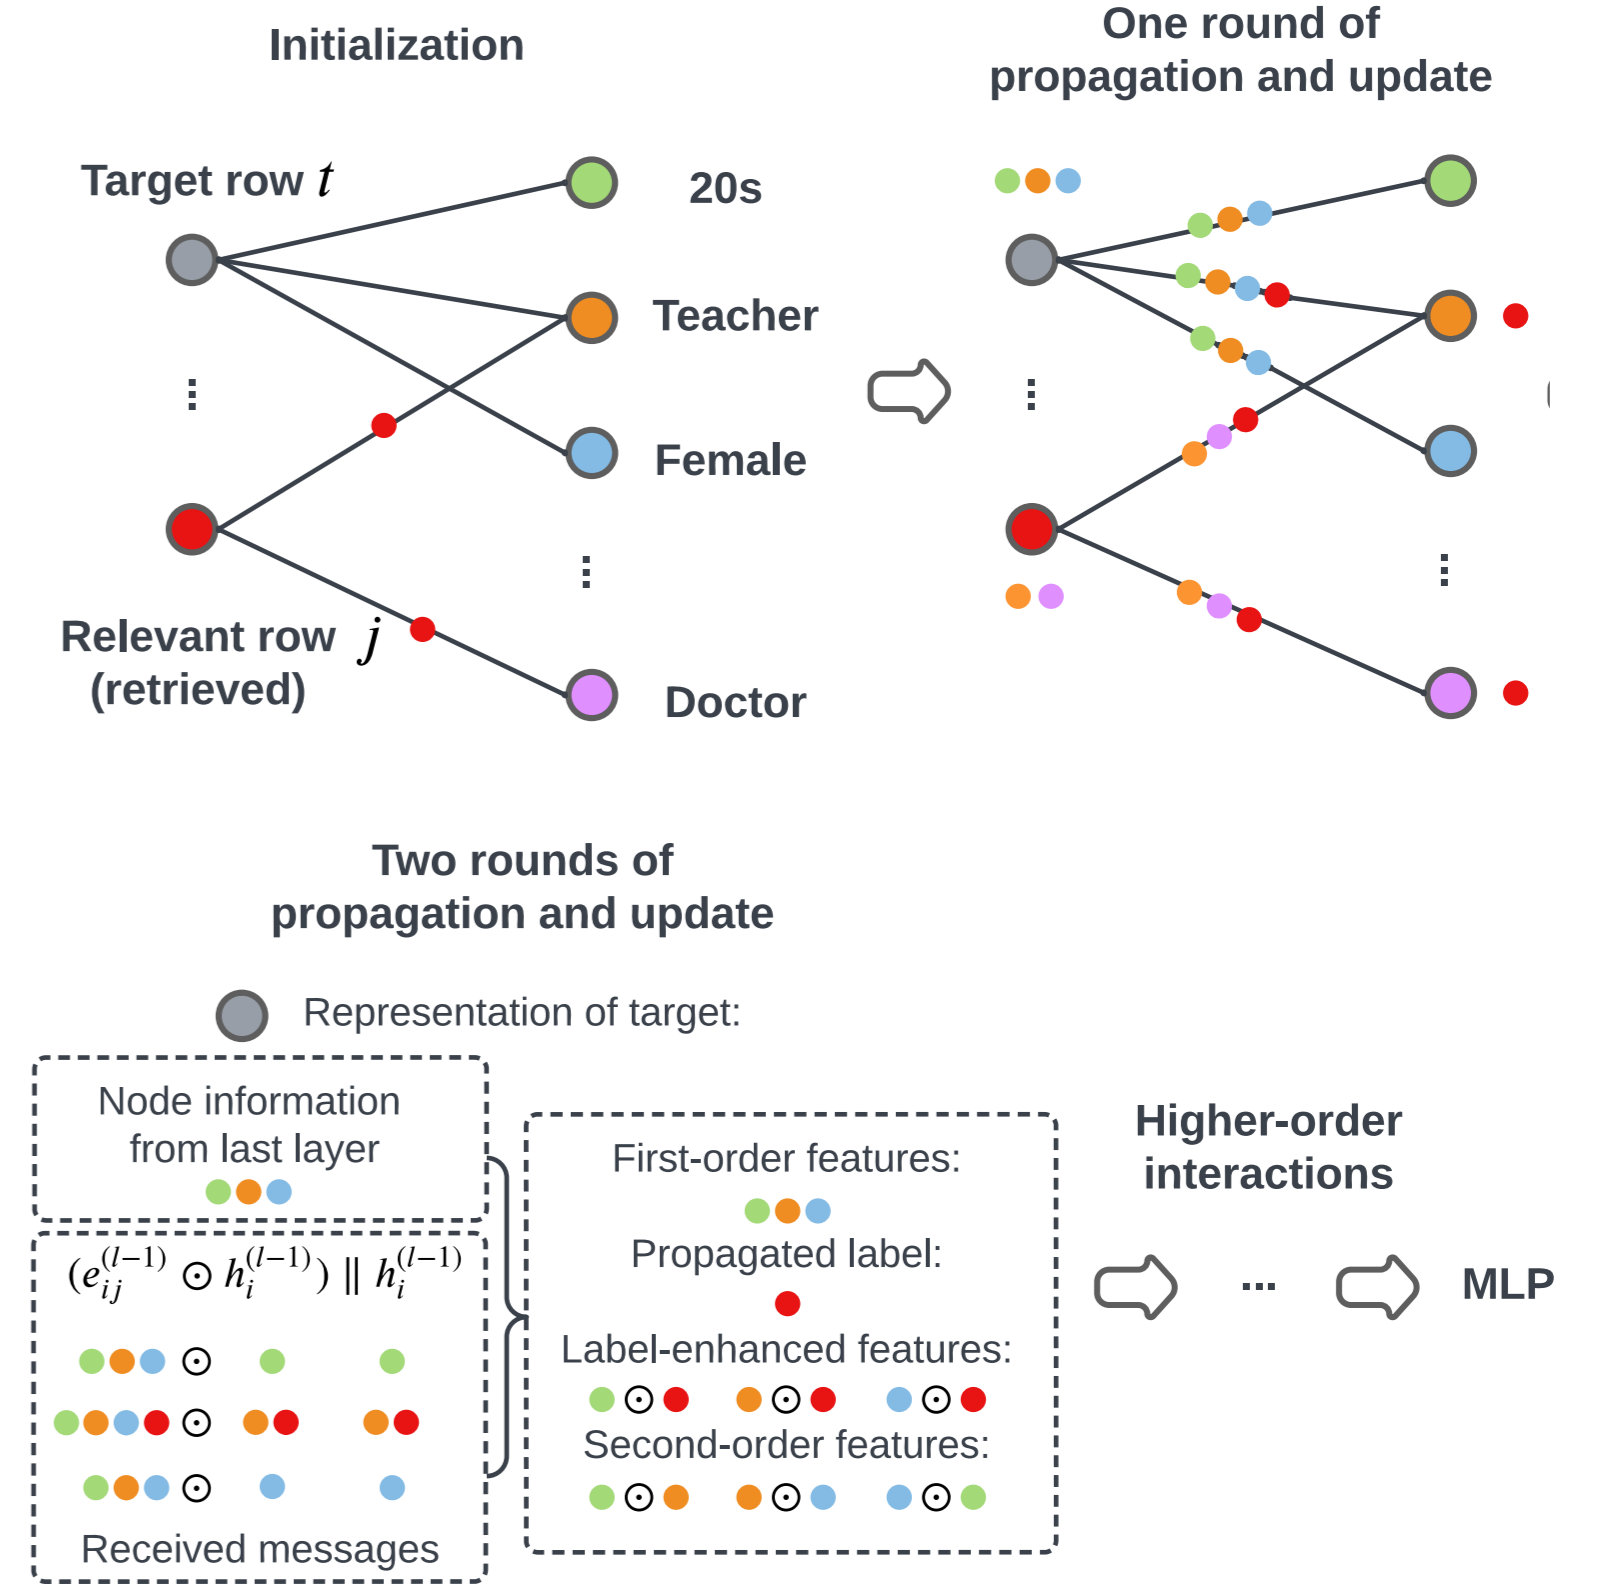 Initialization
One round of
propagation and update
Target row t
20s
Teacher
Female
Relevant row j
(retrieved)
Doctor
Two rounds of
propagation and update
Representation of target:
Node information
from last layer
(e_{ij}^{(l−1)} ⊙ h_i^{(l−1)}) ∥ h_i^{(l−1)}
⊙
⊙
⊙
Received messages
First-order features:
Propagated label:
Label-enhanced features:
⊙ ⊙ ⊙
Second-order features:
⊙ ⊙ ⊙
Higher-order
interactions
... MLP